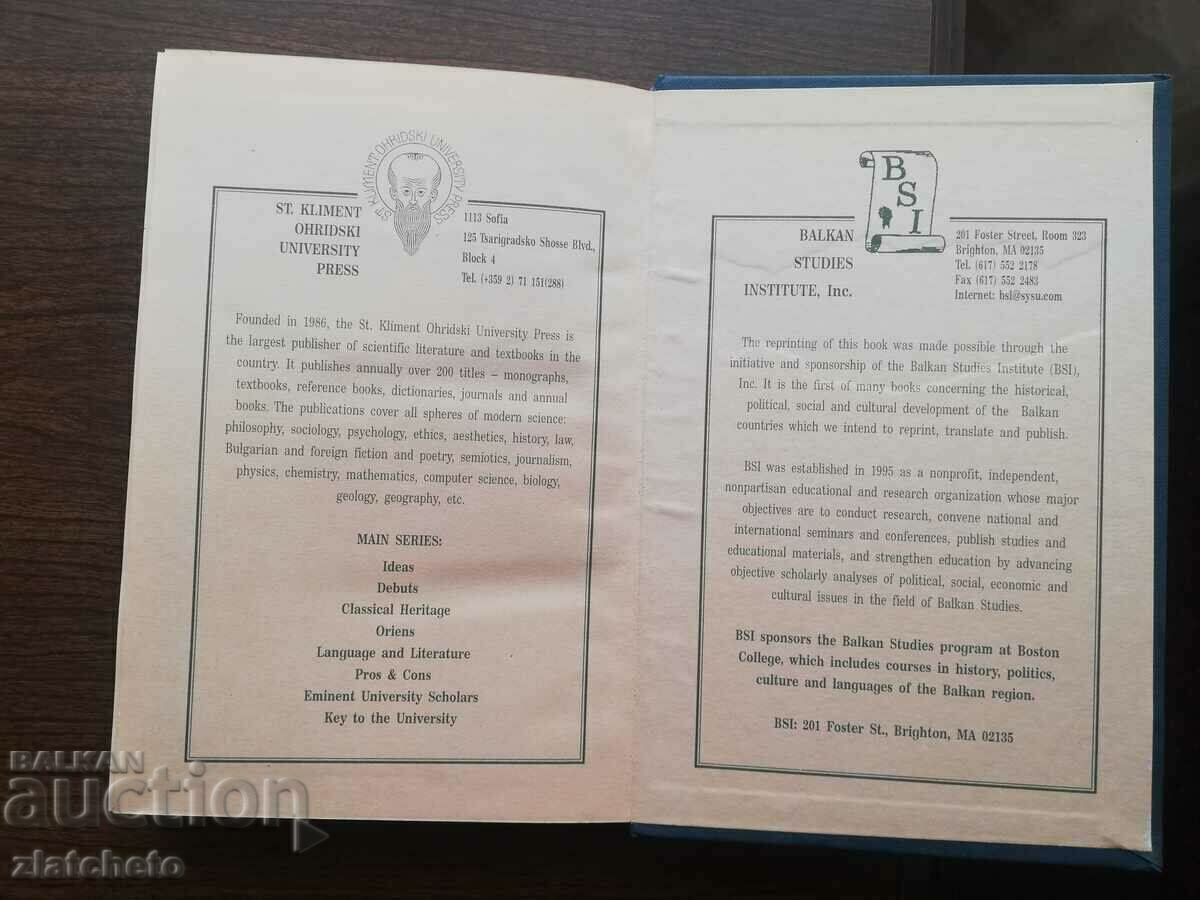 ST. KLIMENT OHRIDSKI UNIVERSITY PRESS
ST. KLIMENT
OHRIDSKI
UNIVERSITY
PRESS
1113 Sofia
125 Tsarigradsko Shosse Blvd.,
Block 4
Tel. (+359 2) 71 151(288)
Founded in 1986, the St. Kliment Ohridski University Press is
the largest publisher of scientific literature and textbooks in the
country. It publishes annually over 200 titles – monographs,
textbooks, reference books, dictionaries, journals and annual
books. The publications cover all spheres of modern science:
philosophy, sociology, psychology, ethics, aesthetics, history, law,
Bulgarian and foreign fiction and poetry, semiotics, journalism,
physics, chemistry, mathematics, computer science, biology,
geology, geography, etc.
MAIN SERIES:
Ideas
Debuts
Classical Heritage
Oriens
Language and Literature
Pros & Cons
Eminent University Scholars
Key to the University
BSI
BALKAN
STUDIES
INSTITUTE, Inc.
201 Foster Street, Room 323
Brighton, MA 02135
Tel. (617) 552 2178
Fax (617) 552 2483
Internet: bsl@sysu.com
The reprinting of this book was made possible through the
initiative and sponsorship of the Balkan Studies Institute (BSI),
Inc. It is the first of many books concerning the historical,
political, social and cultural development of the Balkan
countries which we intend to reprint, translate and publish.
BSI was established in 1995 as a nonprofit, independent,
nonpartisan educational and research organization whose major
objectives are to conduct research, convene national and
international seminars and conferences, publish studies and
educational materials, and strengthen education by advancing
objective scholarly analyses of political, social, economic and
cultural issues in the field of Balkan Studies.
BSI sponsors the Balkan Studies program at Boston
College, which includes courses in history, politics,
culture and languages of the Balkan region.
BSI: 201 Foster St., Brighton, MA 02135
BALKAN
auction
zlatcheto